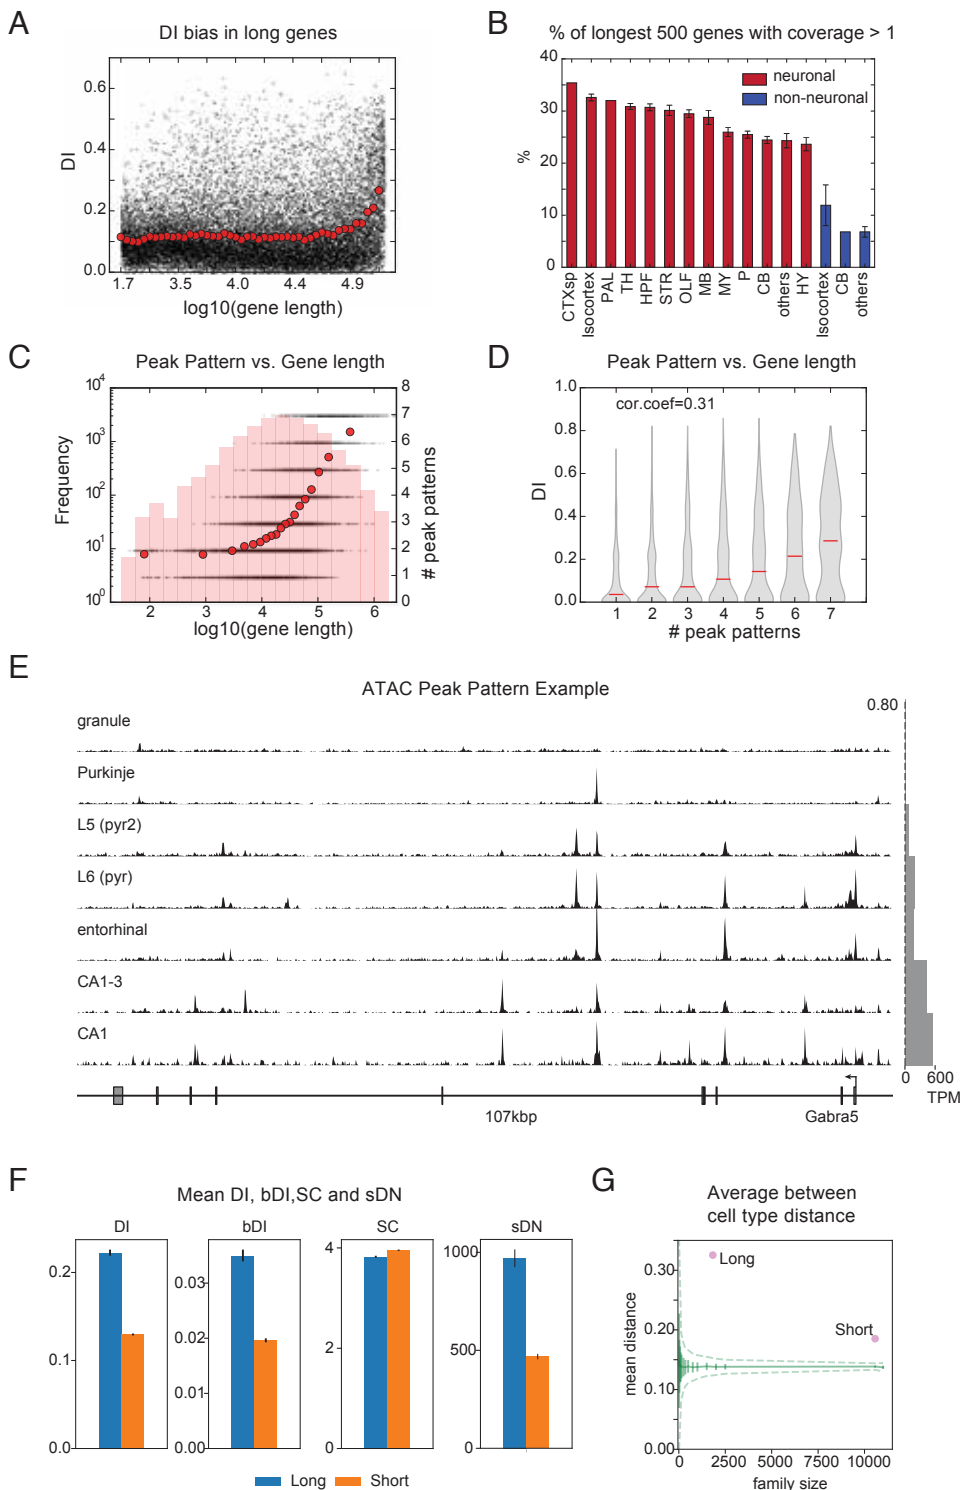 A
DI bias in long genes
0.6
0.4
0.2
0.0
DI
1.7 3.5 4.0 4.4 4.9
log10(gene length)
B
% of longest 500 genes with coverage > 1
40
30
20
10
0
%
neuronal
non-neuronal
CTXsp
Isocortex
PAL
TH
HPF
STR
OLF
MB
MY
P
CB
others
HY
Isocortex
CB
others
C
Peak Pattern vs. Gene length
10^4
10^3
10^2
10^1
10^0
Frequency
8
7
6
5
4
3
2
1
0
# peak patterns
2 3 4 5 6
log10(gene length)
D
Peak Pattern vs. Gene length
cor.coef=0.31
1.0
0.8
0.6
0.4
0.2
0.0
DI
1 2 3 4 5 6 7
# peak patterns
E
ATAC Peak Pattern Example
0.80
granule
Purkinje
L5 (pyr2)
L6 (pyr)
entorhinal
CA1-3
CA1
0 600
TPM
107kbp
Gabra5
F
Mean DI, bDI,SC and sDN
DI
0.2
0.1
0.0
bDI
0.03
0.02
0.01
0.00
SC
4
2
0
sDN
1000
500
0
Long Short
G
Average between
cell type distance
0.30
0.20
0.10
0.00
mean distance
Long
Short
0 2500 5000 7500 10000
family size